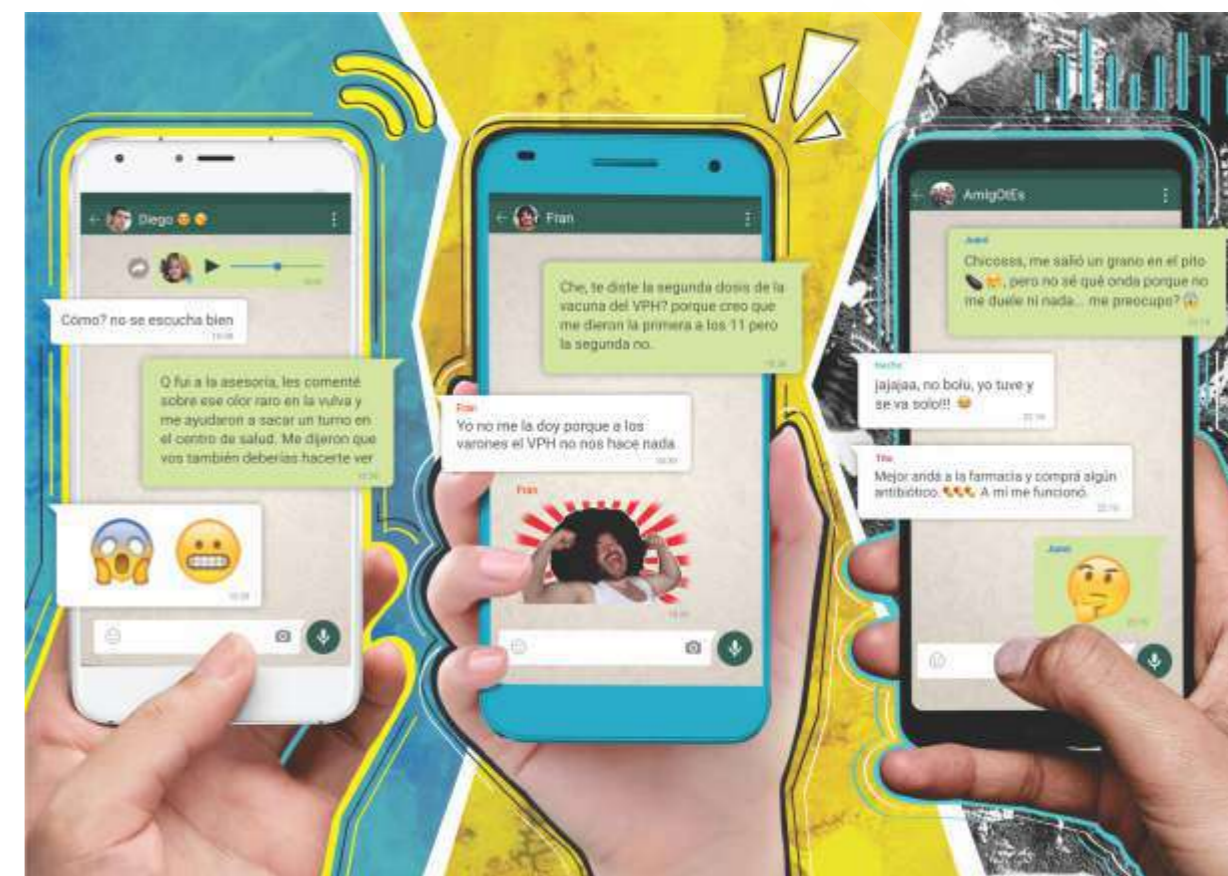 Diego
Cómo? no se escucha bien
Q fui a la asesoría, les comenté
sobre ese olor raro en la vulva y
me ayudaron a sacar un turno en
el centro de salud. Me dijeron que
vos también deberías hacerte ver
Fran
Che, te diste la segunda dosis de la
vacuna del VPH? porque creo que
me dieron la primera a los 11 pero
la segunda no.
Fran
Yo no me la doy porque a los
varones el VPH no nos hace nada
Fran
AmigOtEs
Chicosss, me salió un grano en el pito
, pero no sé qué onda porque no
me duele ni nada... me preocupo?
Nacho
jajajaa, no bolu, yo tuve y
se va solo!!!
Tito
Mejor andá a la farmacia y comprá algún
antibiótico. A mí me funcionó.